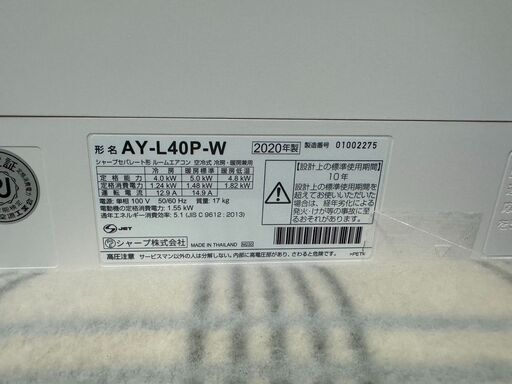 形名 AY-L40P-W 2020年製 製造番号 01002275
シャープセパレート形 ルームエアコン 空冷式 冷房・暖房兼用
冷房 暖房標準 暖房低温
定格能力 4.0 kW 5.0 kW 4.8 kW
定格消費電力 1.24 kW 1.48 kW 1.82 kW
運転電流 12.9 A 14.9 A
電源: 単相 100 V 50/60 Hz 質量: 17 kg
電動機の定格消費電力: 1.55 kW
通年エネルギー消費効率: 5.1 (JIS C 9612 : 2013)
JET
シャープ株式会社 MADE IN THAILAND
高圧注意 サービスマン以外の人は分解しない。内部に高電圧部があり、さわると危険です。
【設計上の標準使用期間】
10年
設計上の標準使用期間を
超えてお使いいただいた
場合は、経年劣化による
発火・けが等の事故に至
るおそれがあります。
>PET<